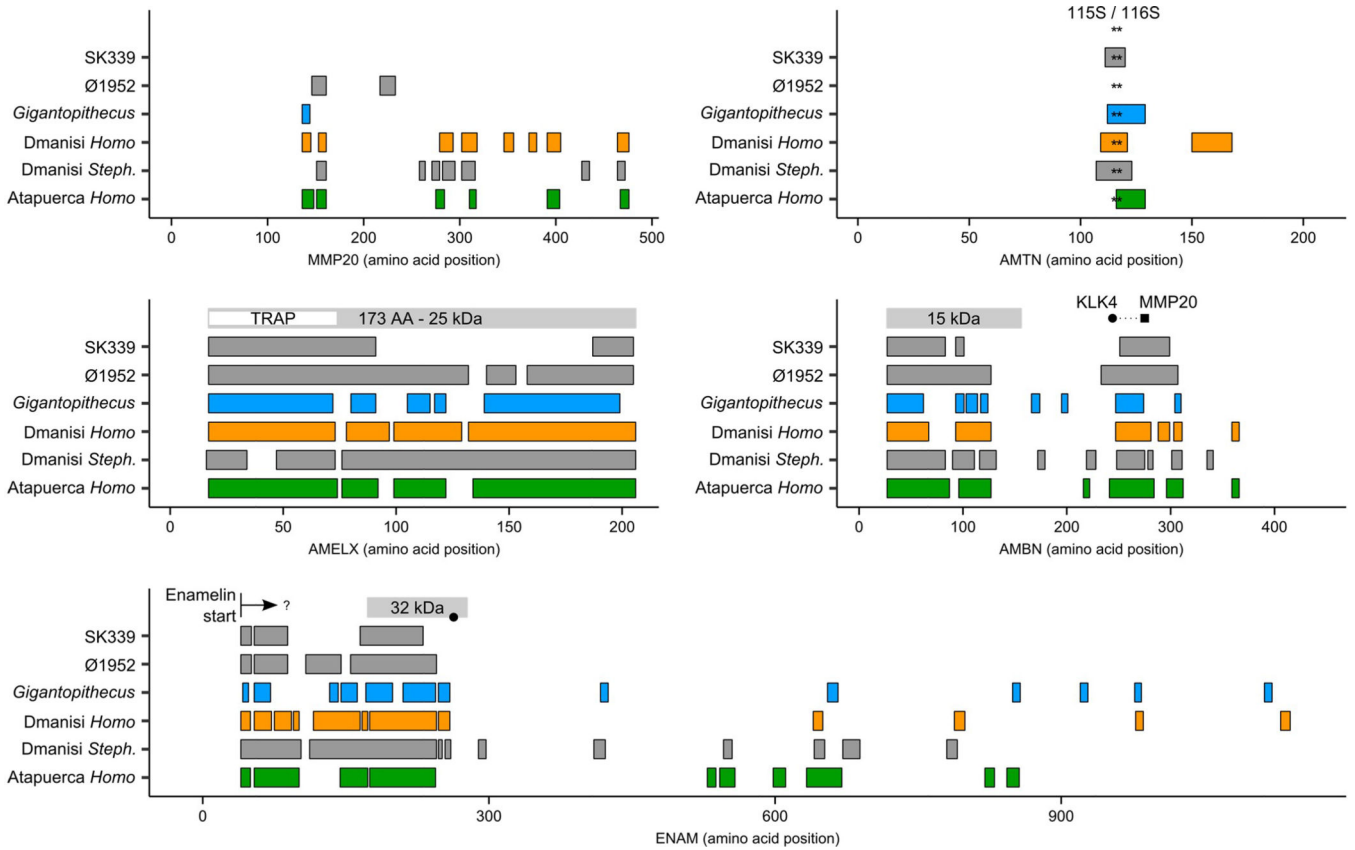 SK339
Ø1952
Gigantopithecus
Dmanisi Homo
Dmanisi Steph.
Atapuerca Homo
0 100 200 300 400 500
MMP20 (amino acid position)
115S / 116S
**
SK339 **
Ø1952 **
Gigantopithecus **
Dmanisi Homo **
Dmanisi Steph. **
Atapuerca Homo **
0 50 100 150 200
AMTN (amino acid position)
TRAP 173 AA - 25 kDa
SK339
Ø1952
Gigantopithecus
Dmanisi Homo
Dmanisi Steph.
Atapuerca Homo
0 50 100 150 200
AMELX (amino acid position)
KLK4 MMP20
15 kDa
SK339
Ø1952
Gigantopithecus
Dmanisi Homo
Dmanisi Steph.
Atapuerca Homo
0 100 200 300 400
AMBN (amino acid position)
Enamelin
start
?
32 kDa
SK339
Ø1952
Gigantopithecus
Dmanisi Homo
Dmanisi Steph.
Atapuerca Homo
0 300 600 900
ENAM (amino acid position)